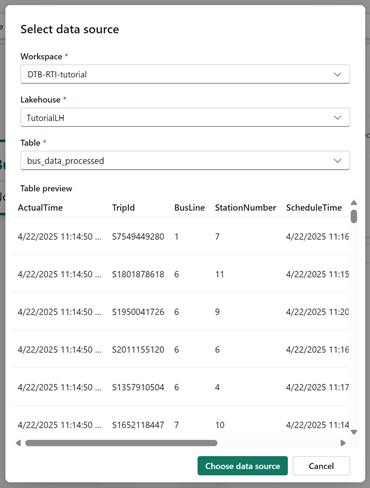 Select data source
Workspace *
DTB-RTI-tutorial
Lakehouse *
TutorialLH
Table *
bus_data_processed
Table preview
ActualTime TripId BusLine StationNumber ScheduleTime
4/22/2025 11:14:50 ... S7549449280 1 7 4/22/2025 11:16
4/22/2025 11:14:50 ... S1801878618 6 11 4/22/2025 11:15
4/22/2025 11:14:50 ... S1950041726 6 9 4/22/2025 11:20
4/22/2025 11:14:50 ... S2011155120 6 6 4/22/2025 11:16
4/22/2025 11:14:50 ... S1357910504 6 4 4/22/2025 11:17
4/22/2025 11:14:50 ... S1652118447 7 10 4/22/2025 11:14
Choose data source Cancel